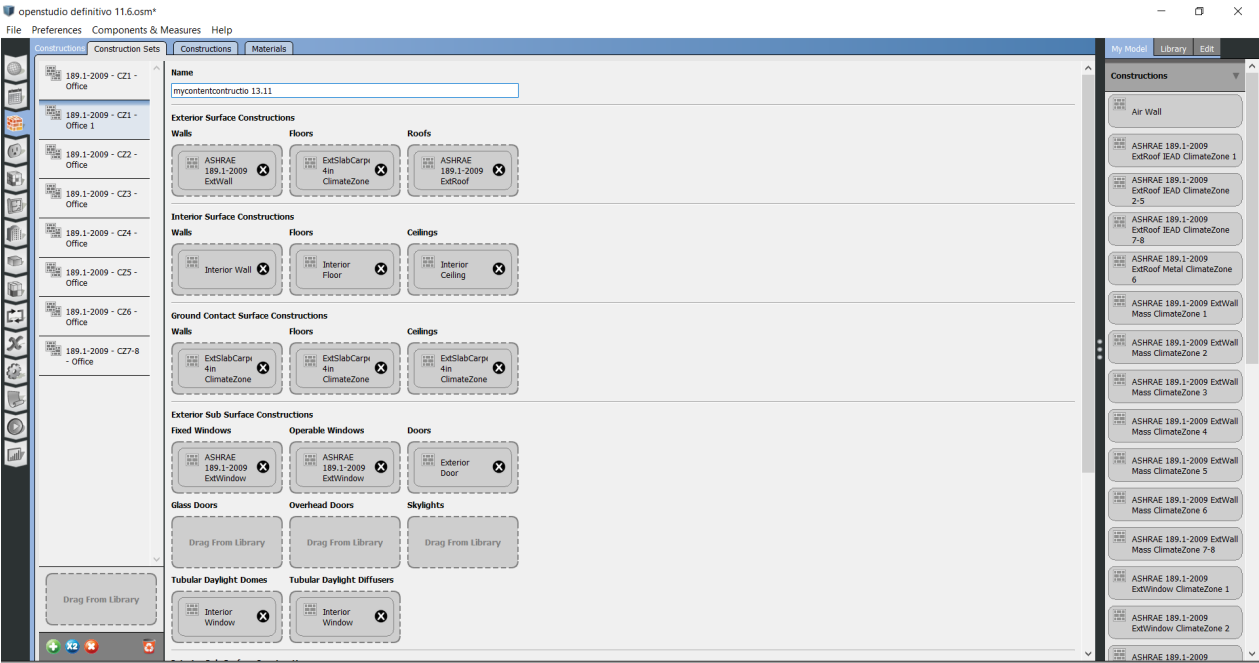 openstudio definitivo 11.6.osm*
File Preferences Components & Measures Help
Constructions Construction Sets Constructions Materials
My Model Library Edit
189.1-2009 - CZ1 -
Office
189.1-2009 - CZ1 -
Office 1
189.1-2009 - CZ2 -
Office
189.1-2009 - CZ3 -
Office
189.1-2009 - CZ4 -
Office
189.1-2009 - CZ5 -
Office
189.1-2009 - CZ6 -
Office
189.1-2009 - CZ7-8
- Office
Drag From Library
X2
Name
mycontentcontructio 13.11
Exterior Surface Constructions
Walls Floors Roofs
ASHRAE
189.1-2009
ExtWall
ExtSlabCarpe
4in
ClimateZone
ASHRAE
189.1-2009
ExtRoof
Interior Surface Constructions
Walls Floors Ceilings
Interior Wall
Interior
Floor
Interior
Ceiling
Ground Contact Surface Constructions
Walls Floors Ceilings
ExtSlabCarpe
4in
ClimateZone
ExtSlabCarpe
4in
ClimateZone
ExtSlabCarpe
4in
ClimateZone
Exterior Sub Surface Constructions
Fixed Windows Operable Windows Doors
ASHRAE
189.1-2009
ExtWindow
ASHRAE
189.1-2009
ExtWindow
Exterior
Door
Glass Doors Overhead Doors Skylights
Drag From Library Drag From Library Drag From Library
Tubular Daylight Domes Tubular Daylight Diffusers
Interior
Window
Interior
Window
Constructions
Air Wall
ASHRAE 189.1-2009
ExtRoof IEAD ClimateZone 1
ASHRAE 189.1-2009
ExtRoof IEAD ClimateZone
2-5
ASHRAE 189.1-2009
ExtRoof IEAD ClimateZone
7-8
ASHRAE 189.1-2009
ExtRoof Metal ClimateZone
6
ASHRAE 189.1-2009 ExtWall
Mass ClimateZone 1
ASHRAE 189.1-2009 ExtWall
Mass ClimateZone 2
ASHRAE 189.1-2009 ExtWall
Mass ClimateZone 3
ASHRAE 189.1-2009 ExtWall
Mass ClimateZone 4
ASHRAE 189.1-2009 ExtWall
Mass ClimateZone 5
ASHRAE 189.1-2009 ExtWall
Mass ClimateZone 6
ASHRAE 189.1-2009 ExtWall
Mass ClimateZone 7-8
ASHRAE 189.1-2009
ExtWindow ClimateZone 1
ASHRAE 189.1-2009
ExtWindow ClimateZone 2
ASHRAE 189.1-2009